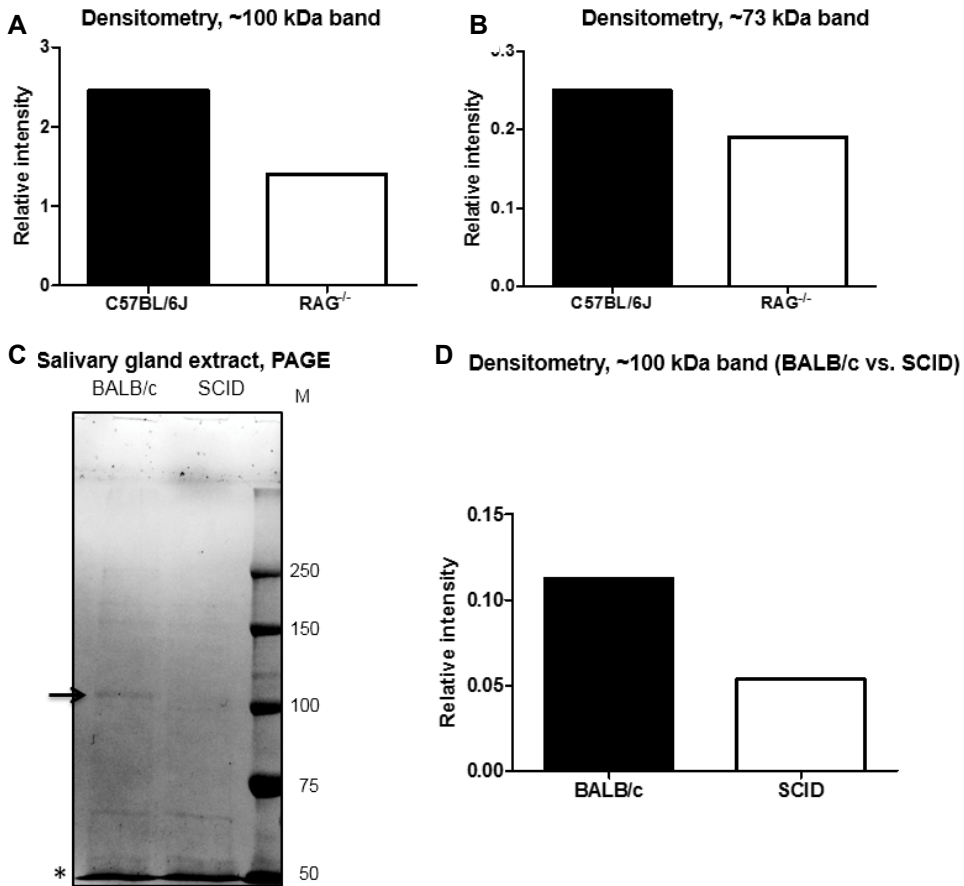 A
Densitometry, ~100 kDa band
Relative intensity
3
2
1
0
C57BL/6J
RAG-/-
B
Densitometry, ~73 kDa band
Relative intensity
0.3
0.2
0.1
0.0
C57BL/6J
RAG-/-
C
Salivary gland extract, PAGE
BALB/c
SCID
M
250
150
100
75
50
*
D
Densitometry, ~100 kDa band (BALB/c vs. SCID)
Relative intensity
0.15
0.10
0.05
0.00
BALB/c
SCID